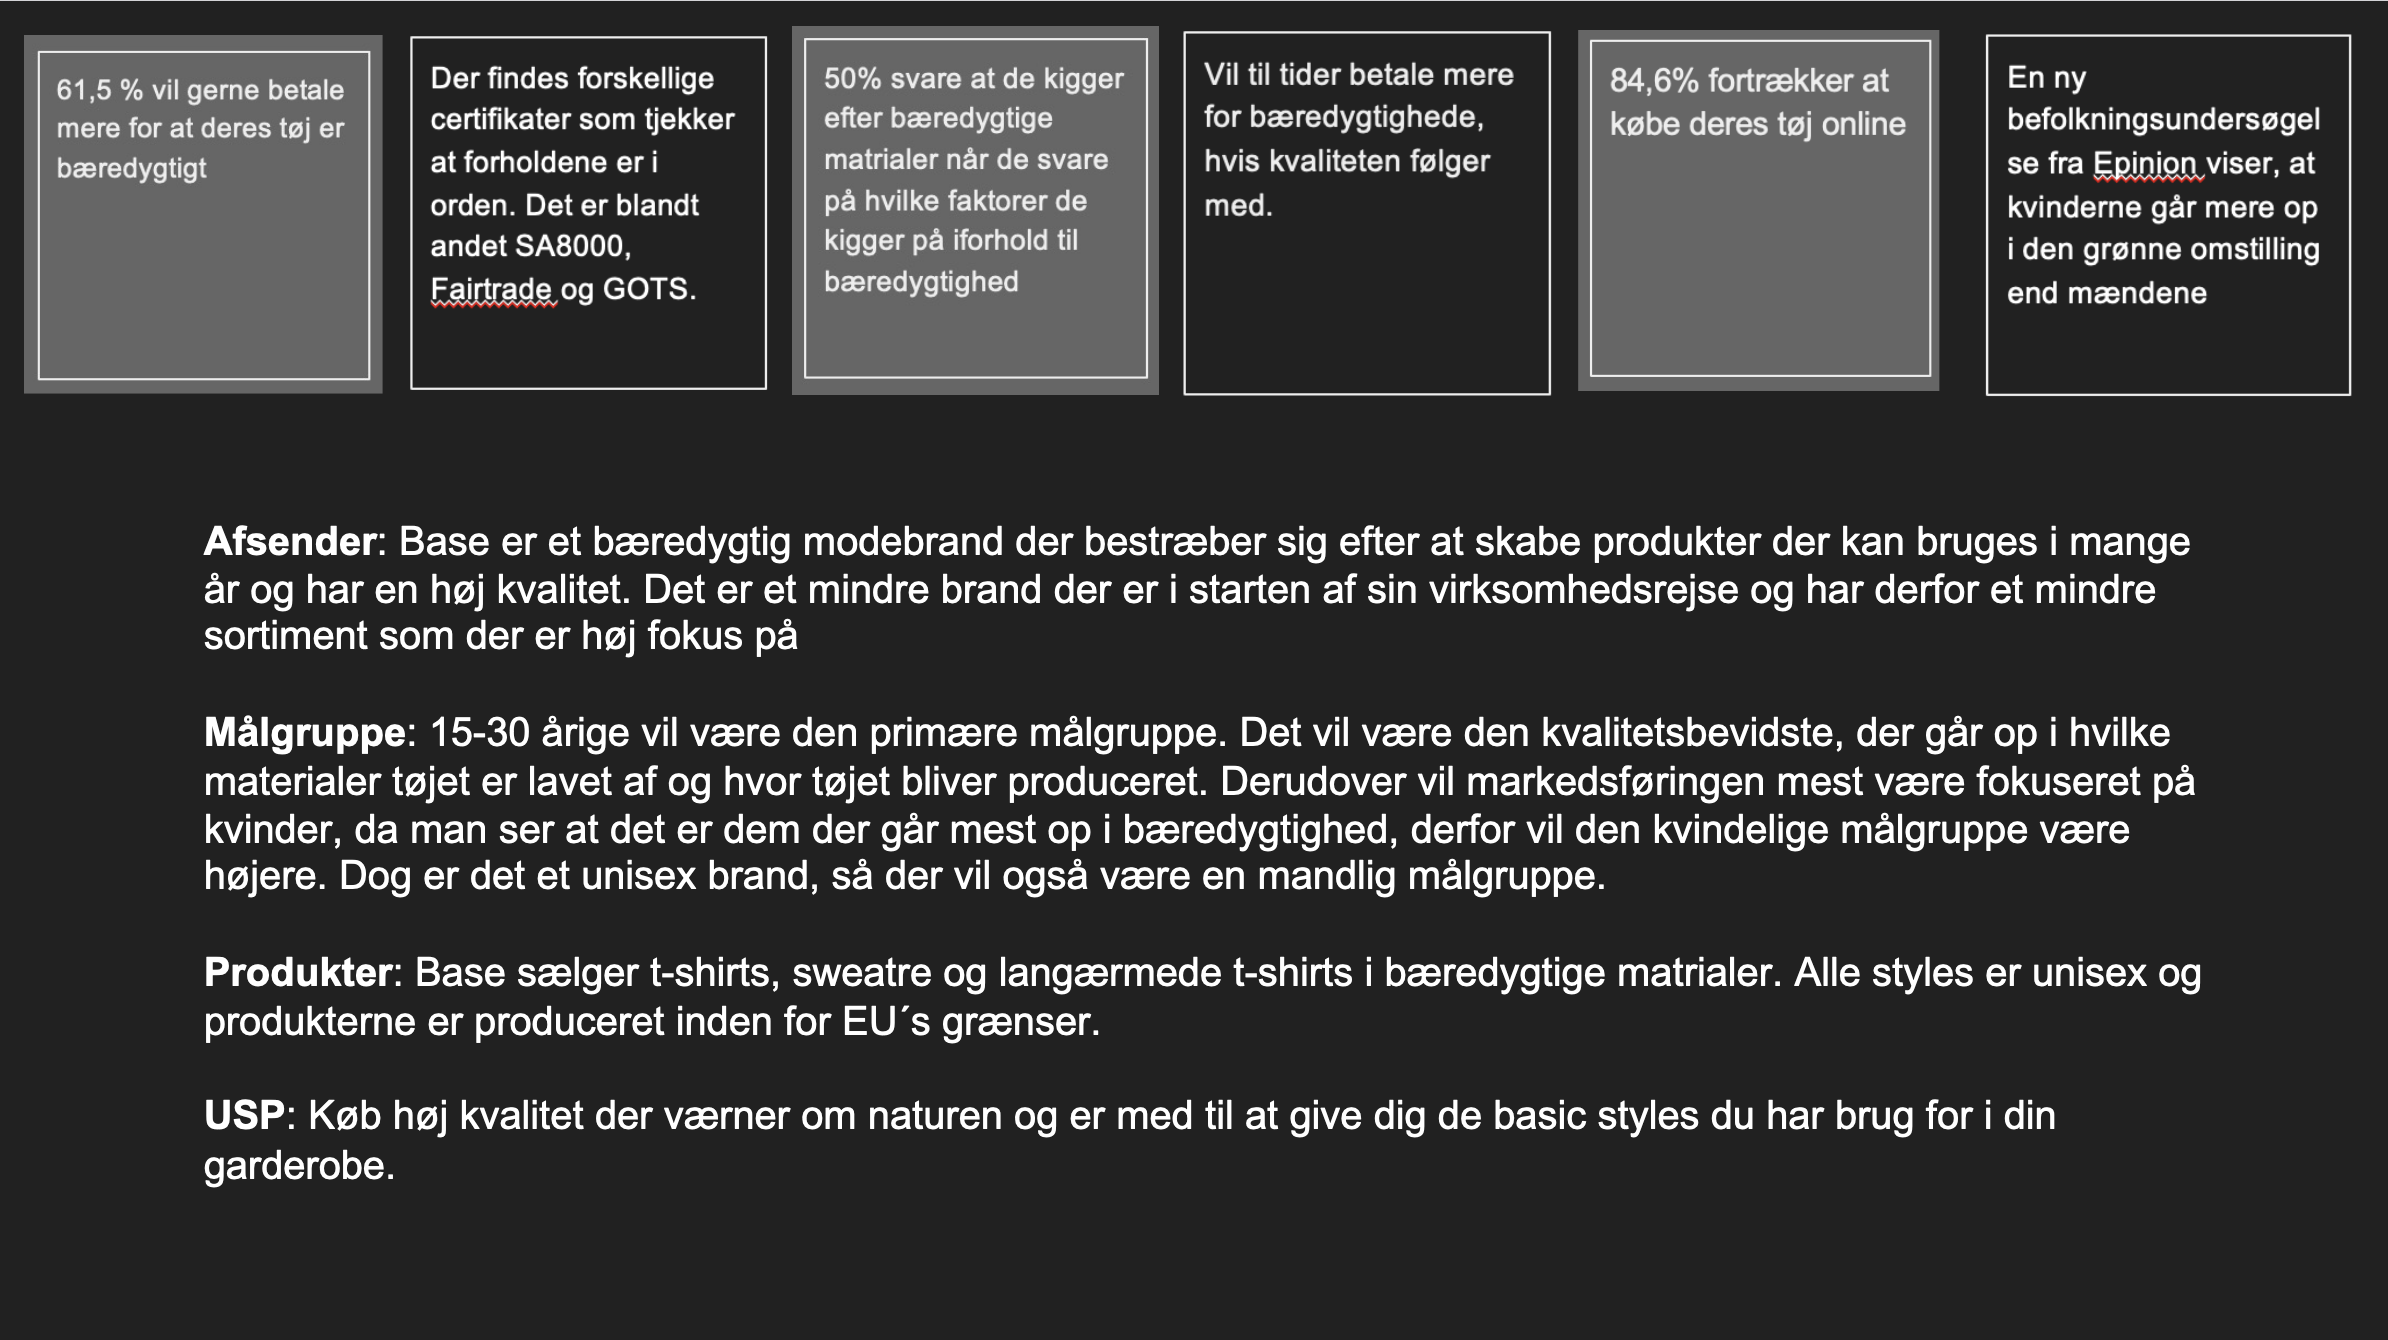 61,5 % vil gerne betale
mere for at deres tøj er
bæredygtigt
Der findes forskellige
certifikater som tjekker
at forholdene er i
orden. Det er blandt
andet SA8000,
Fairtrade og GOTS.
50% svare at de kigger
efter bæredygtige
matrialer når de svare
på hvilke faktorer de
kigger på iforhold til
bæredygtighed
Vil til tider betale mere
for bæredygtighede,
hvis kvaliteten følger
med.
84,6% fortrækker at
købe deres tøj online
En ny
befolkningsundersøgel
se fra Epinion viser, at
kvinderne går mere op
i den grønne omstilling
end mændene
Afsender: Base er et bæredygtig modebrand der bestræber sig efter at skabe produkter der kan bruges i mange
år og har en høj kvalitet. Det er et mindre brand der er i starten af sin virksomhedsrejse og har derfor et mindre
sortiment som der er høj fokus på
Målgruppe: 15-30 årige vil være den primære målgruppe. Det vil være den kvalitetsbevidste, der går op i hvilke
materialer tøjet er lavet af og hvor tøjet bliver produceret. Derudover vil markedsføringen mest være fokuseret på
kvinder, da man ser at det er dem der går mest op i bæredygtighed, derfor vil den kvindelige målgruppe være
højere. Dog er det et unisex brand, så der vil også være en mandlig målgruppe.
Produkter: Base sælger t-shirts, sweatre og langærmede t-shirts i bæredygtige matrialer. Alle styles er unisex og
produkterne er produceret inden for EU´s grænser.
USP: Køb høj kvalitet der værner om naturen og er med til at give dig de basic styles du har brug for i din
garderobe.